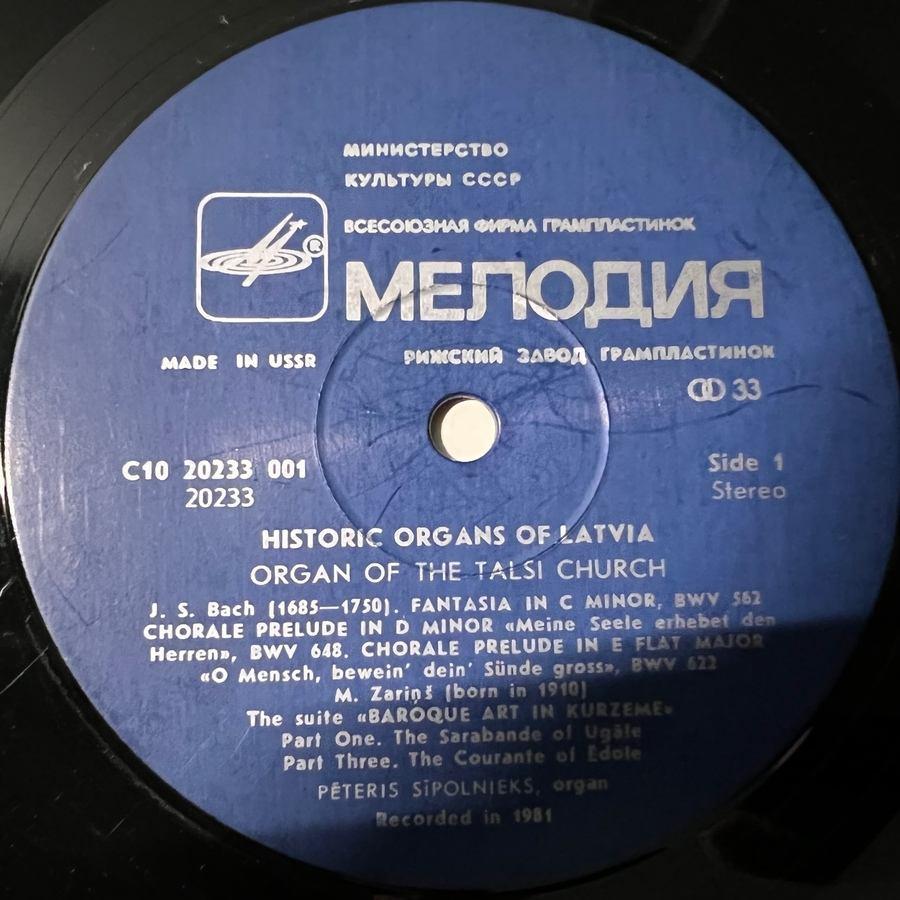 МИНИСТЕРСТВО
КУЛЬТУРЫ СССР
ВСЕСОЮЗНАЯ ФИРМА ГРАМПЛАСТИНОК
МЕЛОДИЯ
®
MADE IN USSR
РИЖСКИЙ ЗАВОД ГРАМПЛАСТИНОК
33
C10 20233 001
20233
Side 1
Stereo
HISTORIC ORGANS OF LATVIA
ORGAN OF THE TALSI CHURCH
J. S. Bach (1685—1750). FANTASIA IN C MINOR, BWV 562
CHORALE PRELUDE IN D MINOR «Meine Seele erhebet den
Herren», BWV 648. CHORALE PRELUDE IN E FLAT MAJOR
«O Mensch, bewein' dein' Sünde gross», BWV 622
M. Zariņš (born in 1910)
The suite «BAROQUE ART IN KURZEME»
Part One. The Sarabande of Ugāle
Part Three. The Courante of Edole
PĒTERIS SĪPOLNIEKS, organ
Recorded in 1981